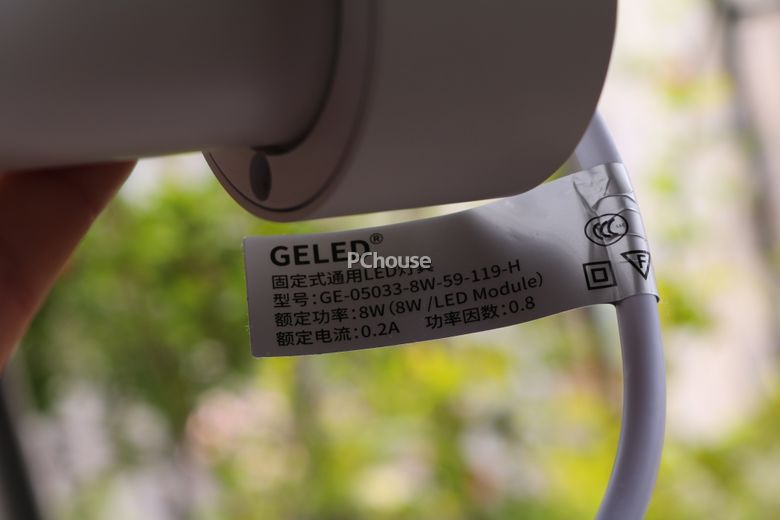 GELED®
PChouse
固定式通用LED灯具
型号:GE-05033-8W-59-119-H
额定功率:8W(8W /LED Module)
额定电流:0.2A 功率因数:0.8
CCC
F